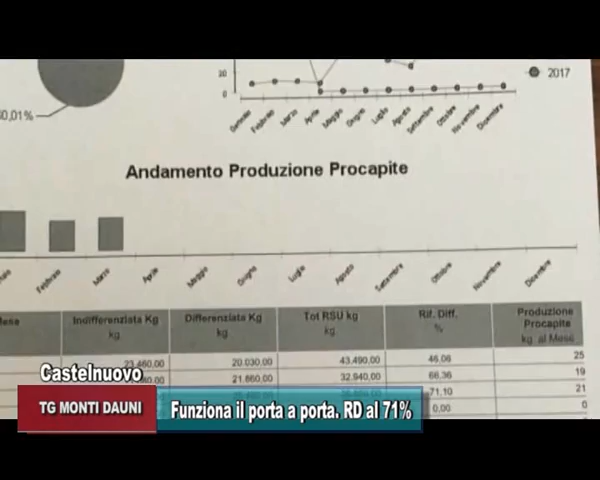 30
0
2017
0,01%
Gennaio Febbraio Marzo Aprile Maggio Giugno Luglio Agosto Settembre Ottobre Novembre Dicembre
Andamento Produzione Procapite
Febbraio Marzo Aprile Maggio Giugno Luglio Agosto Settembre Ottobre Novembre Dicembre
Indifferenziata Kg Differenziata Kg Tot RSU kg Rif. Diff. Produzione Procapite
kg kg kg % kg al Mese
23.460,00 20.030,00 43.490,00 46,06 25
21.660,00 32.940,00 19
71,10 21
0,00 0
Castelnuovo
TG MONTI DAUNI
Funziona il porta a porta. RD al 71%